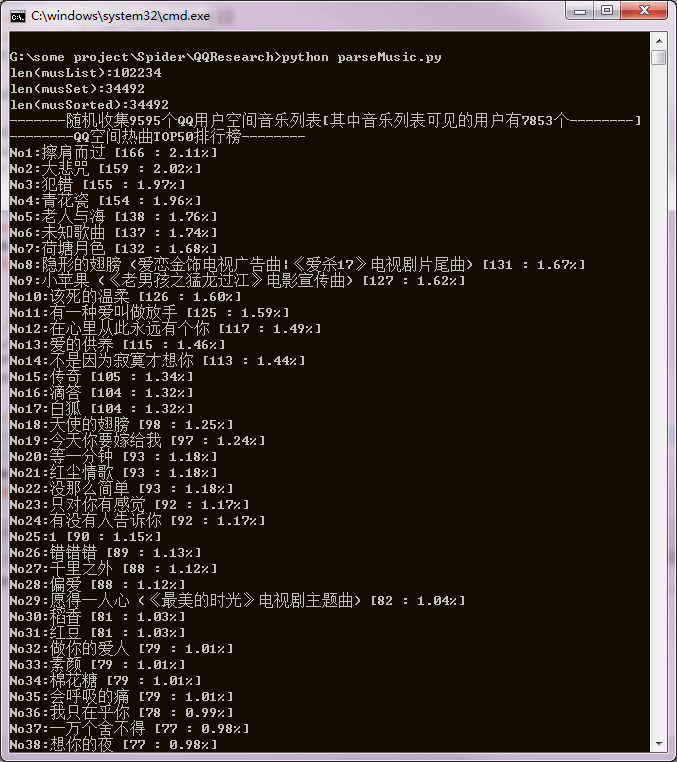 C:\windows\system32\cmd.exe
G:\some project\Spider\QQResearch>python parseMusic.py
len(musList):102234
len(musSet):34492
len(musSorted):34492
-------随机收集9595个QQ用户空间音乐列表[其中音乐列表可见的用户有7853个--------]
--------QQ空间热曲TOP50排行榜--------
No1:擦肩而过 [166 : 2.11%]
No2:大悲咒 [159 : 2.02%]
No3:犯错 [155 : 1.97%]
No4:青花瓷 [154 : 1.96%]
No5:老人与海 [138 : 1.76%]
No6:未知歌曲 [137 : 1.74%]
No7:荷塘月色 [132 : 1.68%]
No8:隐形的翅膀 (爱恋金饰电视广告曲|《爱杀17》电视剧片尾曲) [131 : 1.67%]
No9:小苹果 (《老男孩之猛龙过江》电影宣传曲) [127 : 1.62%]
No10:该死的温柔 [126 : 1.60%]
No11:有一种爱叫做放手 [125 : 1.59%]
No12:在心里从此永远有个你 [117 : 1.49%]
No13:爱的供养 [115 : 1.46%]
No14:不是因为寂寞才想你 [113 : 1.44%]
No15:传奇 [105 : 1.34%]
No16:滴答 [104 : 1.32%]
No17:白狐 [104 : 1.32%]
No18:天使的翅膀 [98 : 1.25%]
No19:今天你要嫁给我 [97 : 1.24%]
No20:等一分钟 [93 : 1.18%]
No21:红尘情歌 [93 : 1.18%]
No22:没那么简单 [93 : 1.18%]
No23:只对你有感觉 [92 : 1.17%]
No24:有没有人告诉你 [92 : 1.17%]
No25:1 [90 : 1.15%]
No26:错错错 [89 : 1.13%]
No27:千里之外 [88 : 1.12%]
No28:偏爱 [88 : 1.12%]
No29:愿得一人心 (《最美的时光》电视剧主题曲) [82 : 1.04%]
No30:稻香 [81 : 1.03%]
No31:红豆 [81 : 1.03%]
No32:做你的爱人 [79 : 1.01%]
No33:素颜 [79 : 1.01%]
No34:棉花糖 [79 : 1.01%]
No35:会呼吸的痛 [79 : 1.01%]
No36:我只在乎你 [78 : 0.99%]
No37:一万个舍不得 [77 : 0.98%]
No38:想你的夜 [77 : 0.98%]